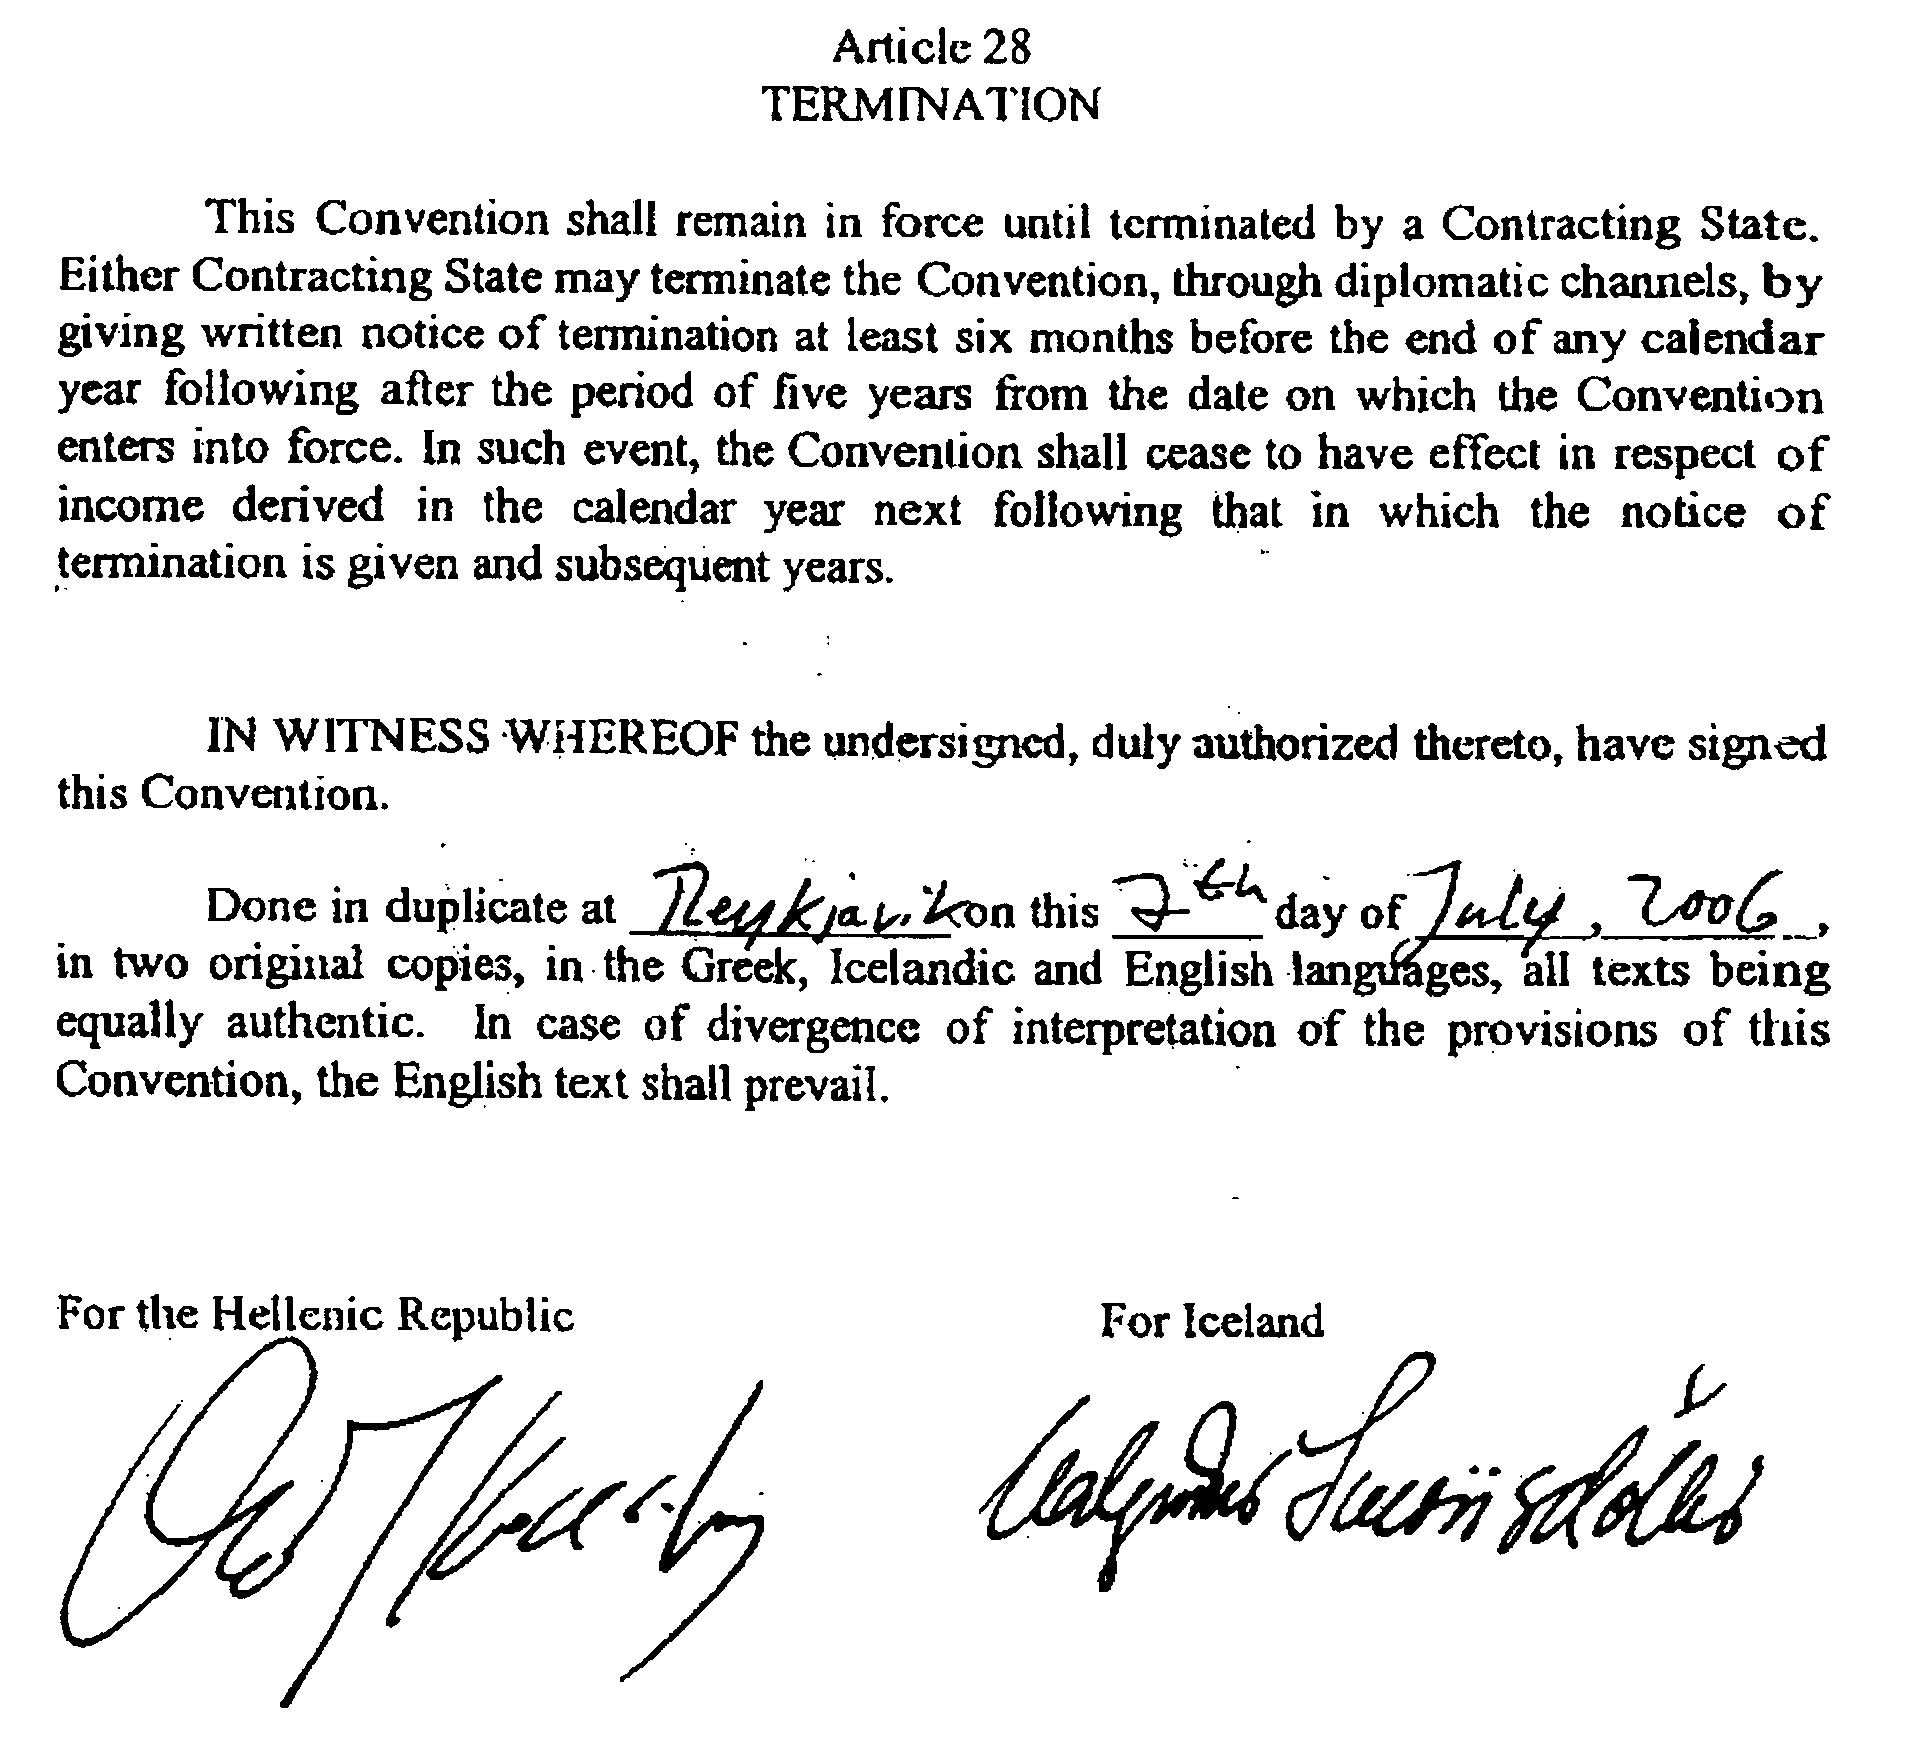 Article 28
TERMINATION
This Convention shall remain in force until terminated by a Contracting State.
Either Contracting State may terminate the Convention, through diplomatic channels, by
giving written notice of termination at least six months before the end of any calendar
year following after the period of five years from the date on which the Convention
enters into force. In such event, the Convention shall cease to have effect in respect of
income derived in the calendar year next following that in which the notice of
termination is given and subsequent years.
IN WITNESS WHEREOF the undersigned, duly authorized thereto, have signed
this Convention.
Done in duplicate at Reykjavik on this 7th day of July, 2006,
in two original copies, in the Greek, Icelandic and English languages, all texts being
equally authentic. In case of divergence of interpretation of the provisions of this
Convention, the English text shall prevail.
For the Hellenic Republic
For Iceland